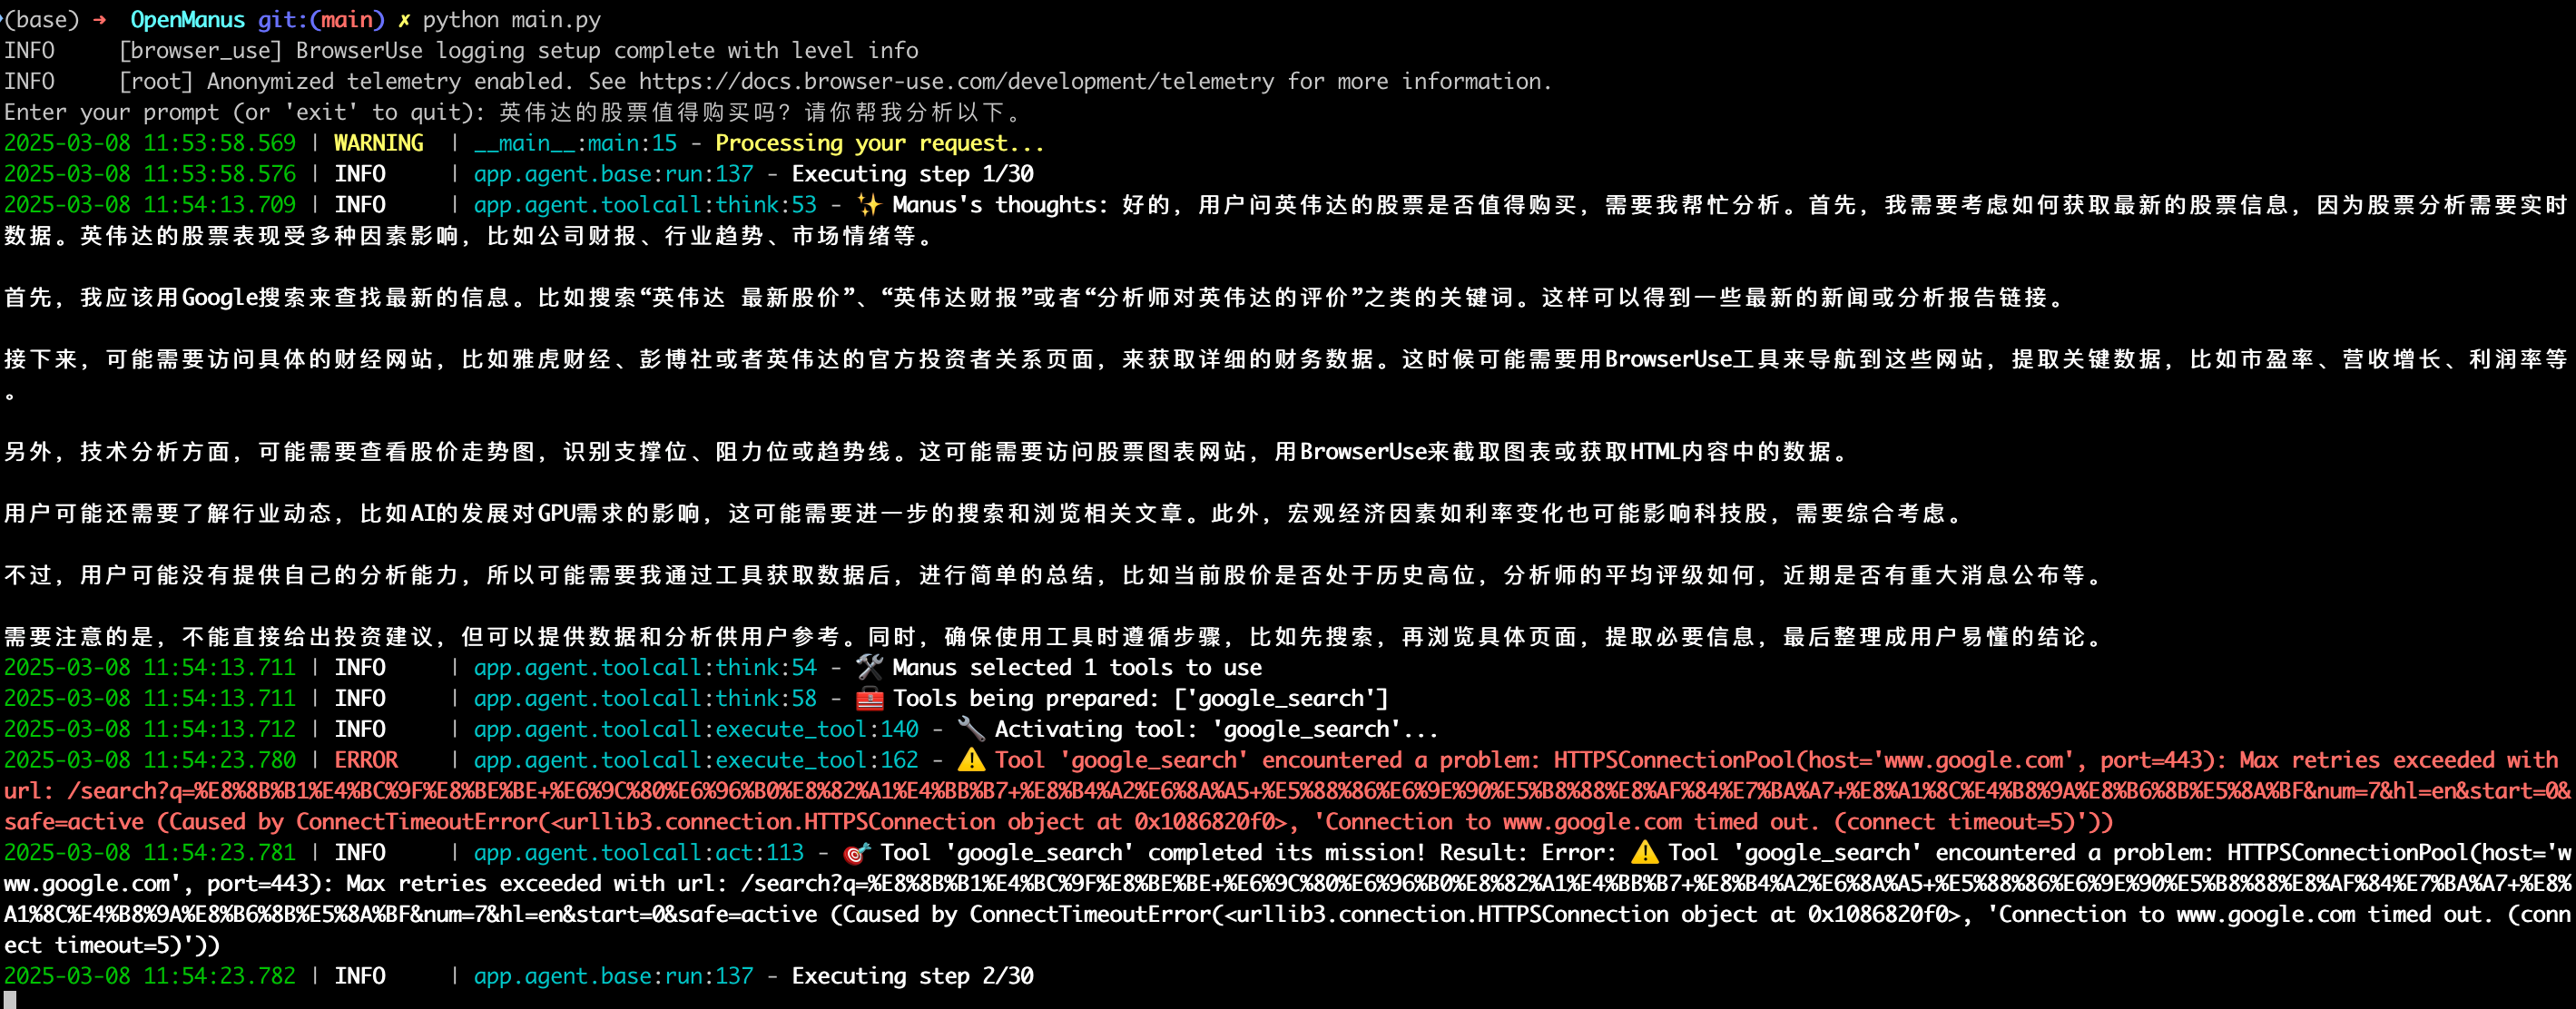 (base) ➜  OpenManus git:(main) ✗ python main.py
INFO     [browser_use] BrowserUse logging setup complete with level info
INFO     [root] Anonymized telemetry enabled. See https://docs.browser-use.com/development/telemetry for more information.
Enter your prompt (or 'exit' to quit): 英伟达的股票值得购买吗？请你帮我分析以下。
2025-03-08 11:53:58.569 | WARNING  | __main__:main:15 - Processing your request...
2025-03-08 11:53:58.576 | INFO     | app.agent.base:run:137 - Executing step 1/30
2025-03-08 11:54:13.709 | INFO     | app.agent.toolcall:think:53 - ✨ Manus's thoughts: 好的，用户问英伟达的股票是否值得购买，需要我帮忙分析。首先，我需要考虑如何获取最新的股票信息，因为股票分析需要实时
数据。英伟达的股票表现受多种因素影响，比如公司财报、行业趋势、市场情绪等。
首先，我应该用Google搜索来查找最新的信息。比如搜索“英伟达 最新股价”、“英伟达财报”或者“分析师对英伟达的评价”之类的关键词。这样可以得到一些最新的新闻或分析报告链接。
接下来，可能需要访问具体的财经网站，比如雅虎财经、彭博社或者英伟达的官方投资者关系页面，来获取详细的财务数据。这时候可能需要用BrowserUse工具来导航到这些网站，提取关键数据，比如市盈率、营收增长、利润率等
。
另外，技术分析方面，可能需要查看股价走势图，识别支撑位、阻力位或趋势线。这可能需要访问股票图表网站，用BrowserUse来截取图表或获取HTML内容中的数据。
用户可能还需要了解行业动态，比如AI的发展对GPU需求的影响，这可能需要进一步的搜索和浏览相关文章。此外，宏观经济因素如利率变化也可能影响科技股，需要综合考虑。
不过，用户可能没有提供自己的分析能力，所以可能需要我通过工具获取数据后，进行简单的总结，比如当前股价是否处于历史高位，分析师的平均评级如何，近期是否有重大消息公布等。
需要注意的是，不能直接给出投资建议，但可以提供数据和分析供用户参考。同时，确保使用工具时遵循步骤，比如先搜索，再浏览具体页面，提取必要信息，最后整理成用户易懂的结论。
2025-03-08 11:54:13.711 | INFO     | app.agent.toolcall:think:54 - 🛠️ Manus selected 1 tools to use
2025-03-08 11:54:13.711 | INFO     | app.agent.toolcall:think:58 - 🧰 Tools being prepared: ['google_search']
2025-03-08 11:54:13.712 | INFO     | app.agent.toolcall:execute_tool:140 - 🔧 Activating tool: 'google_search'...
2025-03-08 11:54:23.780 | ERROR    | app.agent.toolcall:execute_tool:162 - ⚠️ Tool 'google_search' encountered a problem: HTTPSConnectionPool(host='www.google.com', port=443): Max retries exceeded with
url: /search?q=%E8%8B%B1%E4%BC%9F%E8%BE%BE+%E6%9C%80%E6%96%B0%E8%82%A1%E4%BB%B7+%E8%B4%A2%E6%8A%A5+%E5%88%86%E6%9E%90%E5%B8%88%E8%AF%84%E7%BA%A7+%E8%A1%8C%E4%B8%9A%E8%B6%8B%E5%8A%BF&num=7&hl=en&start=0&
safe=active (Caused by ConnectTimeoutError(<urllib3.connection.HTTPSConnection object at 0x1086820f0>, 'Connection to www.google.com timed out. (connect timeout=5)'))
2025-03-08 11:54:23.781 | INFO     | app.agent.toolcall:act:113 - 🎯 Tool 'google_search' completed its mission! Result: Error: ⚠️ Tool 'google_search' encountered a problem: HTTPSConnectionPool(host='w
ww.google.com', port=443): Max retries exceeded with url: /search?q=%E8%8B%B1%E4%BC%9F%E8%BE%BE+%E6%9C%80%E6%96%B0%E8%82%A1%E4%BB%B7+%E8%B4%A2%E6%8A%A5+%E5%88%86%E6%9E%90%E5%B8%88%E8%AF%84%E7%BA%A7+%E8%
A1%8C%E4%B8%9A%E8%B6%8B%E5%8A%BF&num=7&hl=en&start=0&safe=active (Caused by ConnectTimeoutError(<urllib3.connection.HTTPSConnection object at 0x1086820f0>, 'Connection to www.google.com timed out. (conn
ect timeout=5)'))
2025-03-08 11:54:23.782 | INFO     | app.agent.base:run:137 - Executing step 2/30